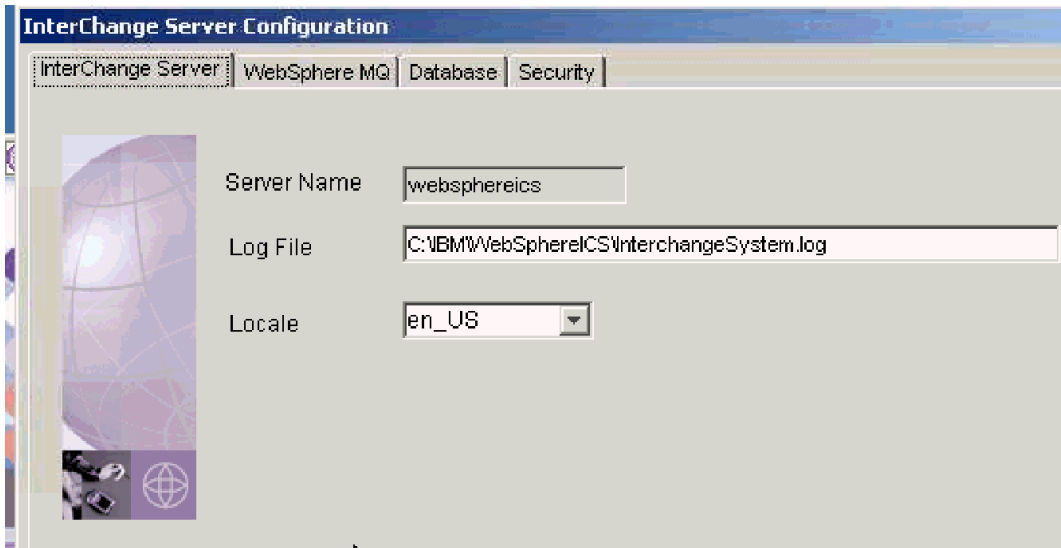 InterChange Server Configuration
InterChange Server WebSphere MQ Database Security
Server Name websphereics
Log File C:\IBM\WebSphereICS\InterchangeSystem.log
Locale en_US